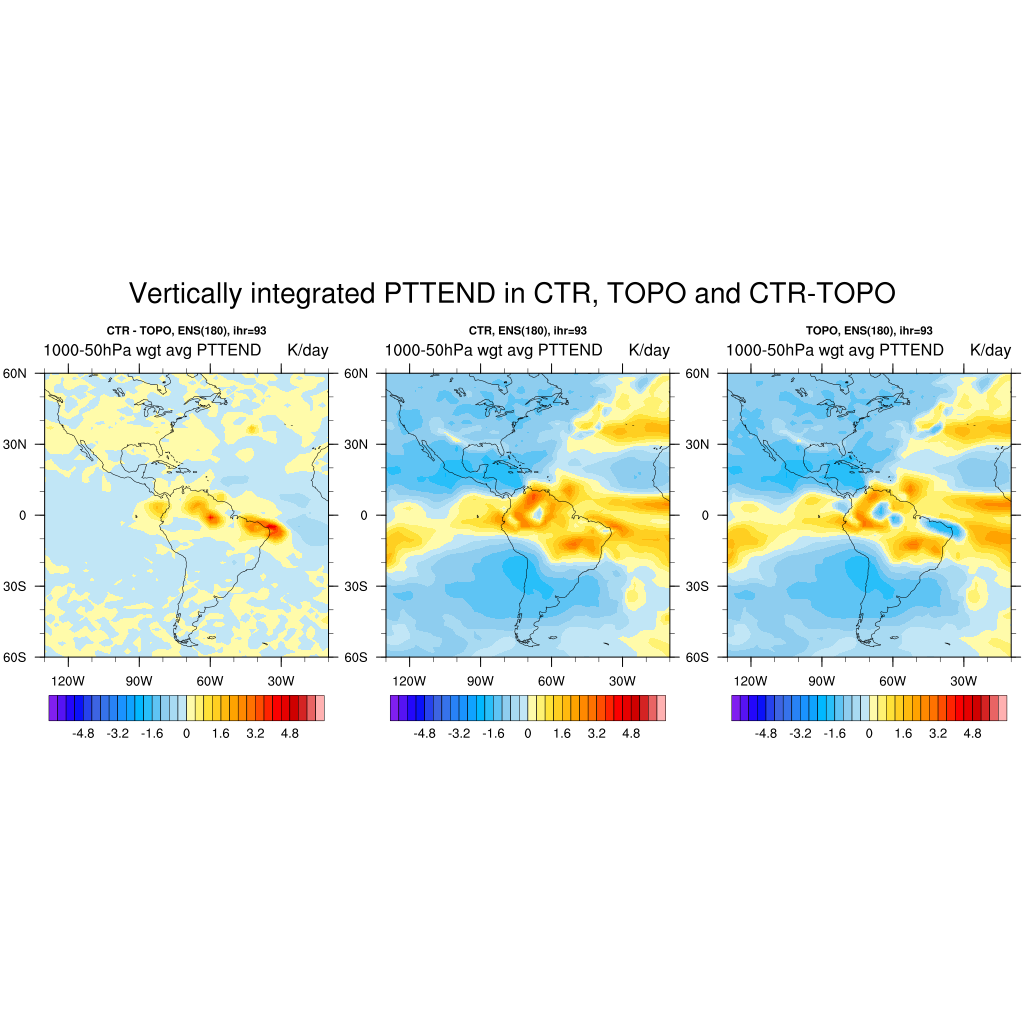 Vertically integrated PTTEND in CTR, TOPO and CTR-TOPO
CTR - TOPO, ENS(180), ihr=93
1000-50hPa wgt avg PTTEND K/day
60N
30N
0
30S
60S
120W 90W 60W 30W
-4.8 -3.2 -1.6 0 1.6 3.2 4.8
CTR, ENS(180), ihr=93
1000-50hPa wgt avg PTTEND K/day
60N
30N
0
30S
60S
120W 90W 60W 30W
-4.8 -3.2 -1.6 0 1.6 3.2 4.8
TOPO, ENS(180), ihr=93
1000-50hPa wgt avg PTTEND K/day
60N
30N
0
30S
60S
120W 90W 60W 30W
-4.8 -3.2 -1.6 0 1.6 3.2 4.8